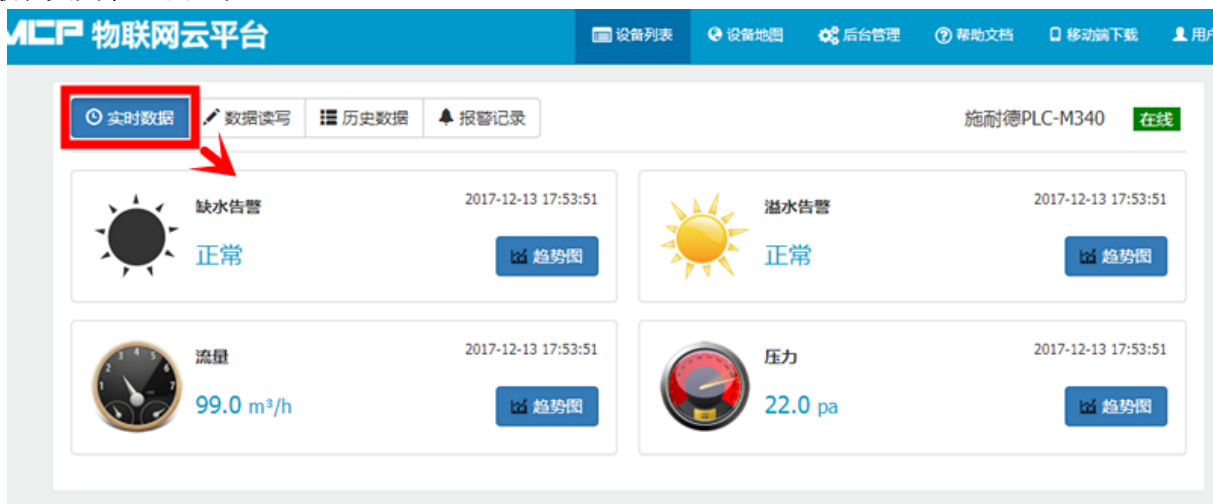 MCP 物联网云平台 设备列表 设备地图 后台管理 帮助文档 移动端下载 用户
实时数据 数据读写 历史数据 报警记录 施耐德PLC-M340 在线
缺水告警 2017-12-13 17:53:51
正常 趋势图
溢水告警 2017-12-13 17:53:51
正常 趋势图
流量 2017-12-13 17:53:51
99.0 m³/h 趋势图
压力 2017-12-13 17:53:51
22.0 pa 趋势图